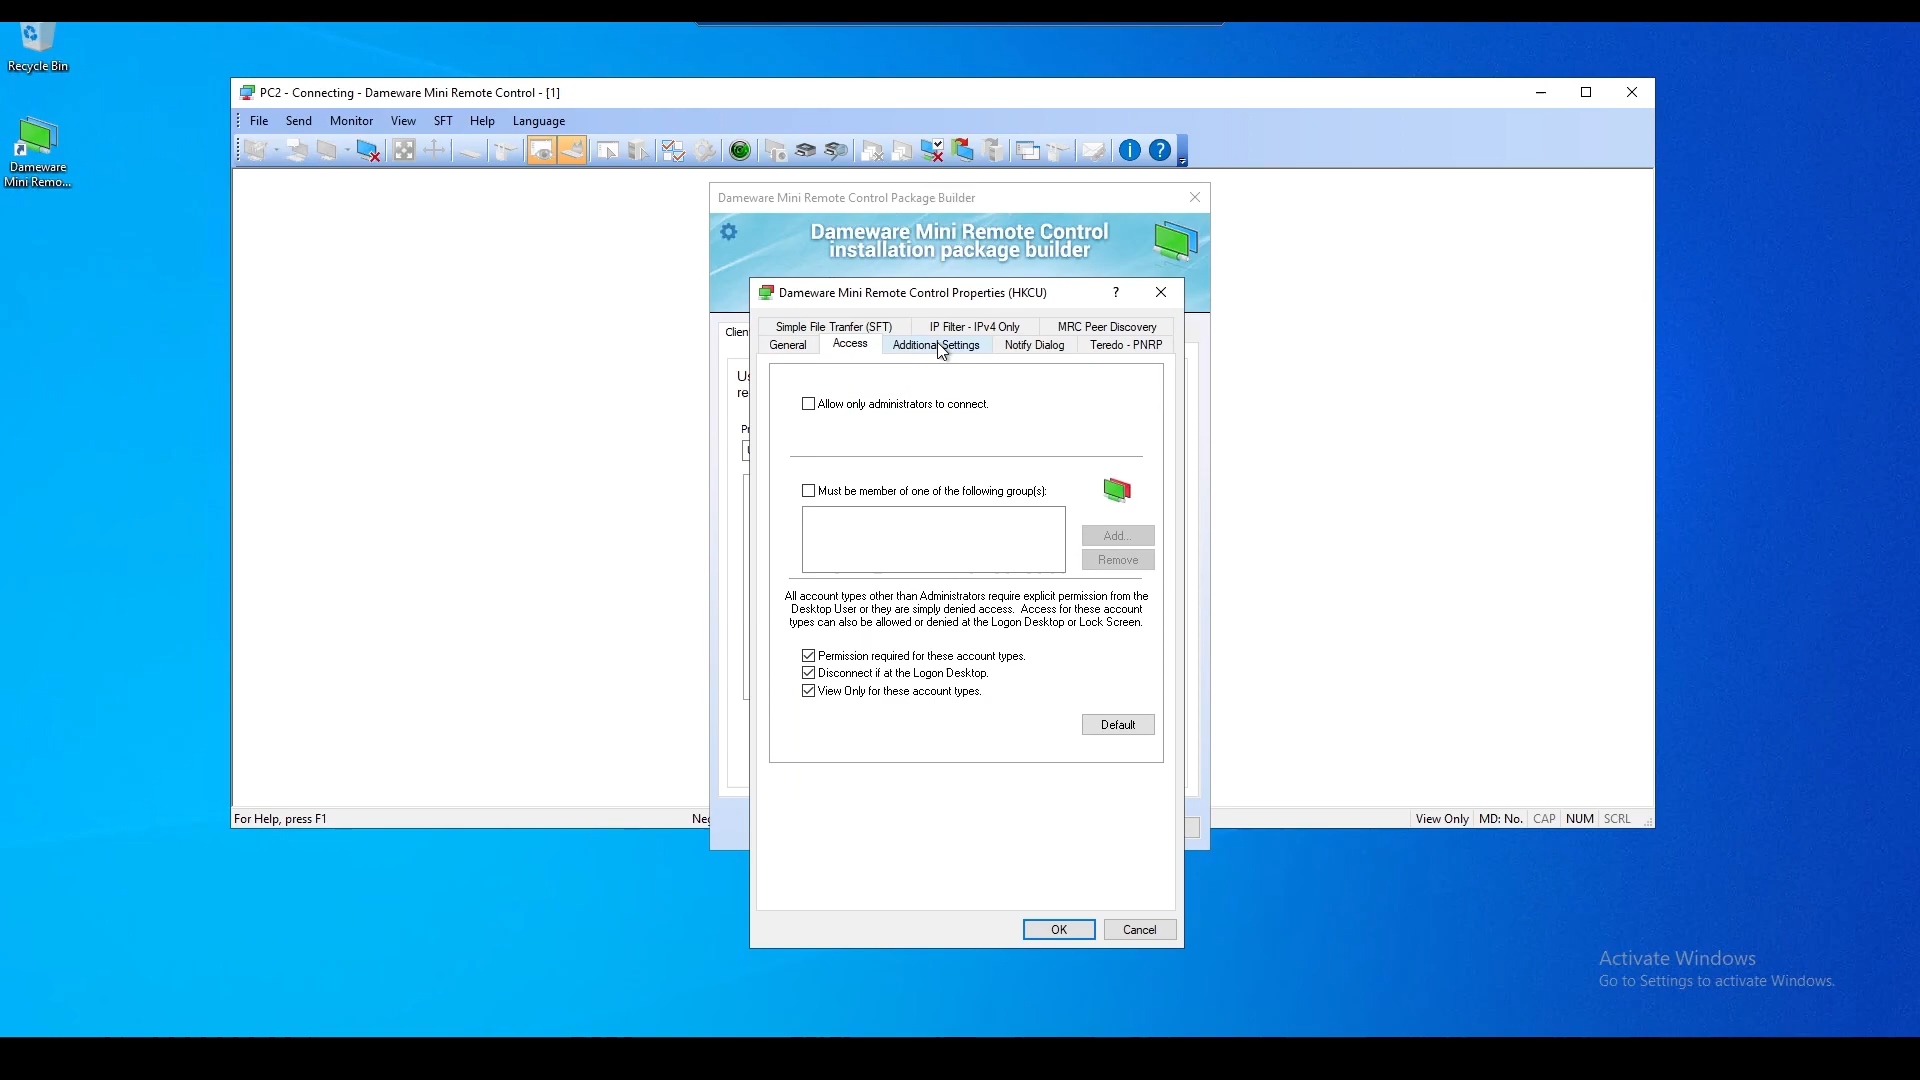 Recycle Bin
Dameware
Mini Remo...
PC2 - Connecting - Dameware Mini Remote Control - [1]
File Send Monitor View SFT Help Language
Dameware Mini Remote Control Package Builder
Dameware Mini Remote Control
installation package builder
Dameware Mini Remote Control Properties (HKCU)
?
Simple File Tranfer (SFT) IP Filter - IPv4 Only MRC Peer Discovery
General Access Additional Settings Notify Dialog Teredo - PNRP
Allow only administrators to connect.
Must be member of one of the following group(s):
Add...
Remove
All account types other than Administrators require explicit permission from the
Desktop User or they are simply denied access. Access for these account
types can also be allowed or denied at the Logon Desktop or Lock Screen.
Permission required for these account types.
Disconnect if at the Logon Desktop.
View Only for these account types.
Default
OK Cancel
For Help, press F1
View Only MD: No. CAP NUM SCRL
Activate Windows
Go to Settings to activate Windows.